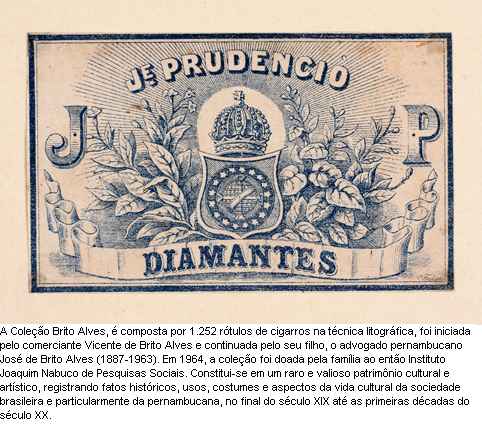 JE PRUDENCIO
J P
DIAMANTES
A Coleção Brito Alves, é composta por 1.252 rótulos de cigarros na técnica litográfica, foi iniciada
pelo comerciante Vicente de Brito Alves e continuada pelo seu filho, o advogado pernambucano
José de Brito Alves (1887-1963). Em 1964, a coleção foi doada pela família ao então Instituto
Joaquim Nabuco de Pesquisas Sociais. Constitui-se em um raro e valioso patrimônio cultural e
artístico, registrando fatos históricos, usos, costumes e aspectos da vida cultural da sociedade
brasileira e particularmente da pernambucana, no final do século XIX até as primeiras décadas do
século XX.